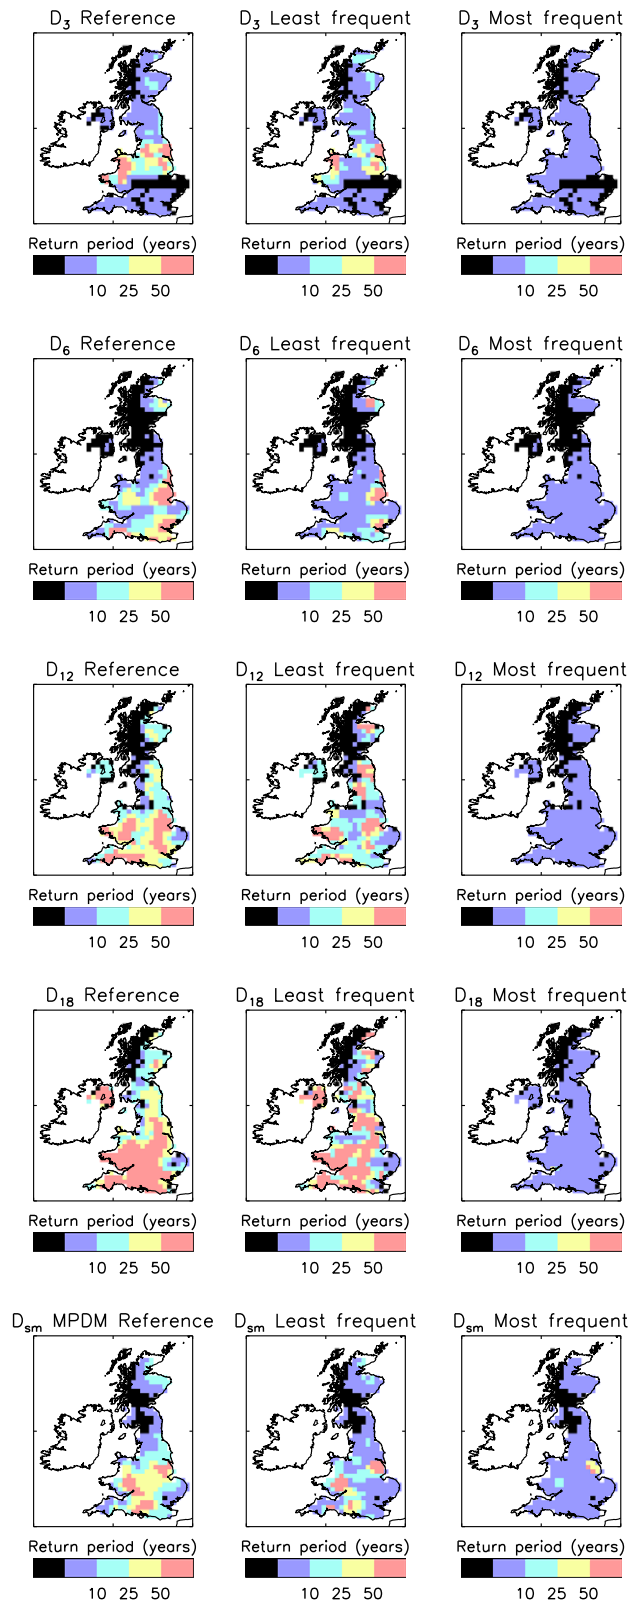 D3 Reference
D3 Least frequent
D3 Most frequent
Return period (years)
Return period (years)
Return period (years)
10 25 50
10 25 50
10 25 50
D6 Reference
D6 Least frequent
D6 Most frequent
Return period (years)
Return period (years)
Return period (years)
10 25 50
10 25 50
10 25 50
D12 Reference
D12 Least frequent
D12 Most frequent
Return period (years)
Return period (years)
Return period (years)
10 25 50
10 25 50
10 25 50
D18 Reference
D18 Least frequent
D18 Most frequent
Return period (years)
Return period (years)
Return period (years)
10 25 50
10 25 50
10 25 50
Dsm MPDM Reference
Dsm Least frequent
Dsm Most frequent
Return period (years)
Return period (years)
Return period (years)
10 25 50
10 25 50
10 25 50